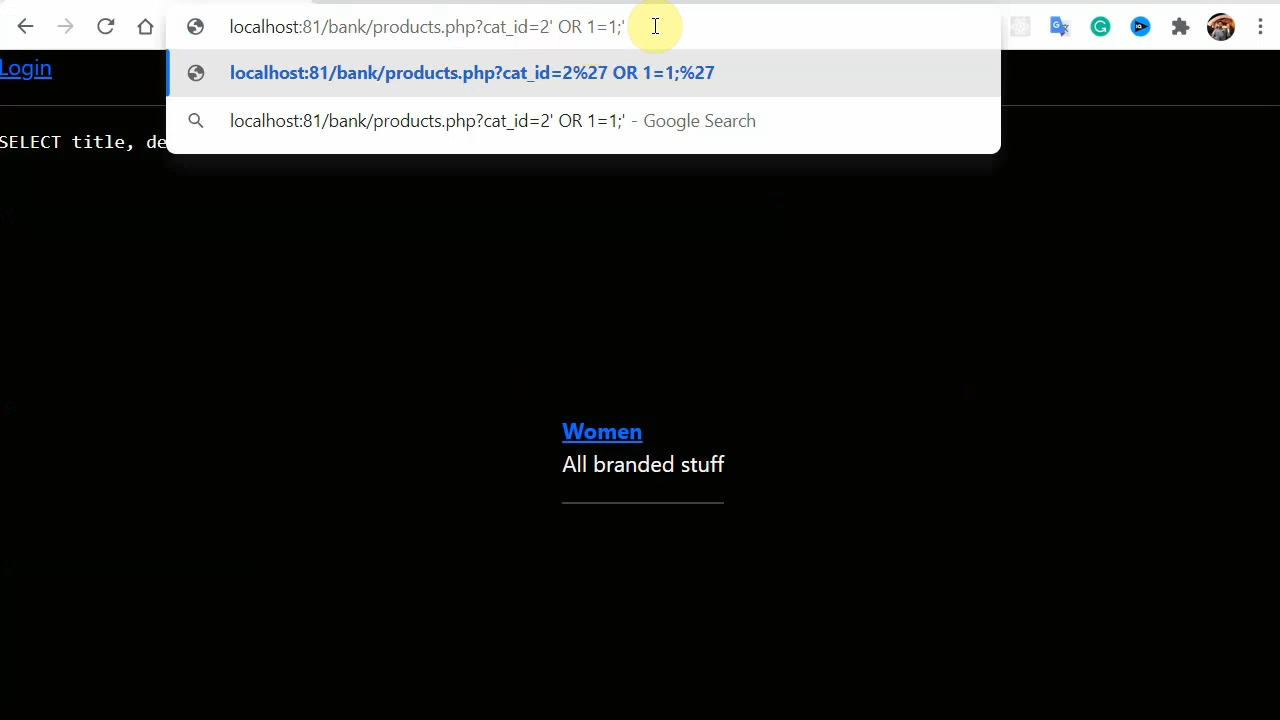 localhost:81/bank/products.php?cat_id=2' OR 1=1;'
localhost:81/bank/products.php?cat_id=2%27 OR 1=1;%27
localhost:81/bank/products.php?cat_id=2' OR 1=1;' - Google Search
Login
SELECT title, de
Women
All branded stuff